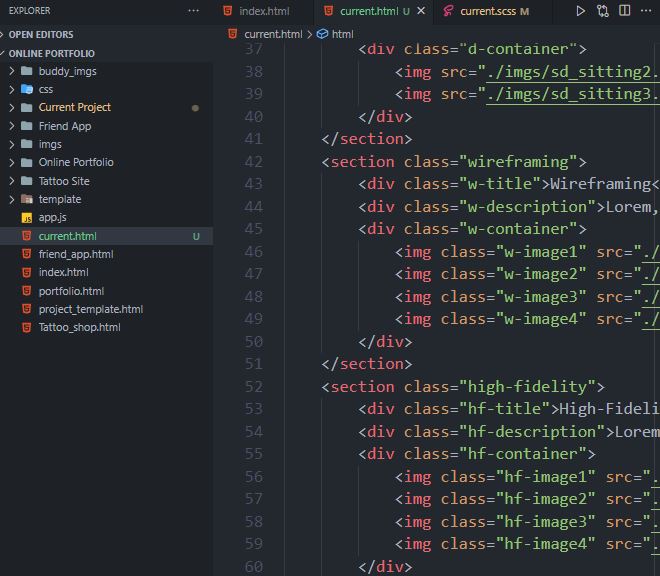 EXPLORER ...
OPEN EDITORS
ONLINE PORTFOLIO
buddy_imgs
css
Current Project
Friend App
imgs
Online Portfolio
Tattoo Site
template
JS app.js
current.html U
friend_app.html
index.html
portfolio.html
project_template.html
Tattoo_shop.html
index.html current.html U current.scss M ...
current.html > html
37 <div class="d-container">
38 <img src="./imgs/sd_sitting2.
39 <img src="./imgs/sd_sitting3.
40 </div>
41 </section>
42 <section class="wireframing">
43 <div class="w-title">Wireframing<
44 <div class="w-description">Lorem,
45 <div class="w-container">
46 <img class="w-image1" src="./
47 <img class="w-image2" src="./
48 <img class="w-image3" src="./
49 <img class="w-image4" src="./
50 </div>
51 </section>
52 <section class="high-fidelity">
53 <div class="hf-title">High-Fideli
54 <div class="hf-description">Lorem
55 <div class="hf-container">
56 <img class="hf-image1" src=".
57 <img class="hf-image2" src=".
58 <img class="hf-image3" src=".
59 <img class="hf-image4" src=".
60 </div>